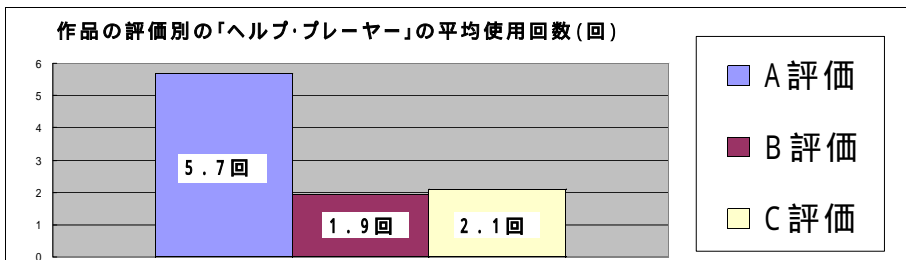 作品の評価別の「ヘルプ・プレーヤー」の平均使用回数(回)
6
5
4
3
2
1
0
5.7回
1.9回
2.1回
A評価
B評価
C評価